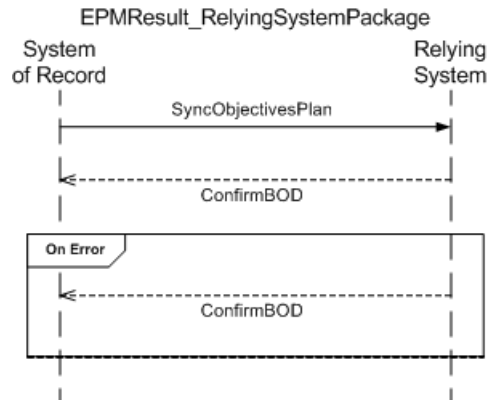 EPMResult_RelyingSystemPackage
System
of Record
Relying
System
SyncObjectivesPlan
ConfirmBOD
On Error
ConfirmBOD